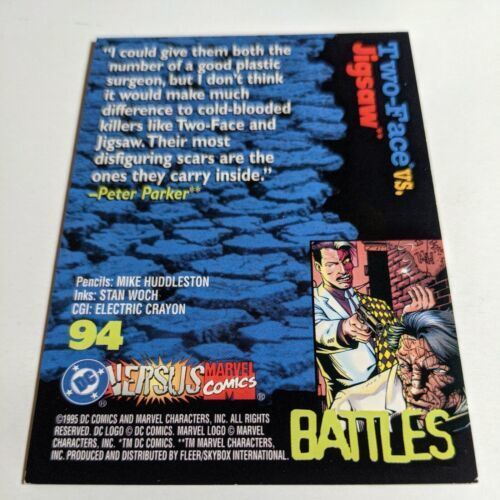 "I could give them both the
number of a good plastic
surgeon, but I don't think
it would make much
difference to cold-blooded
killers like Two-Face and
Jigsaw. Their most
disfiguring scars are the
ones they carry inside."
–Peter Parker**
Two-Face* vs.
Jigsaw**
Pencils: MIKE HUDDLESTON
Inks: STAN WOCH
CGI: ELECTRIC CRAYON
94
DC VERSUS MARVEL
COMICS
® ®
BATTLES
©1995 DC COMICS AND MARVEL CHARACTERS, INC. ALL RIGHTS
RESERVED. DC LOGO © DC COMICS. MARVEL LOGO © MARVEL
CHARACTERS, INC. *TM DC COMICS. **TM MARVEL CHARACTERS,
INC. PRODUCED AND DISTRIBUTED BY FLEER/SKYBOX INTERNATIONAL.